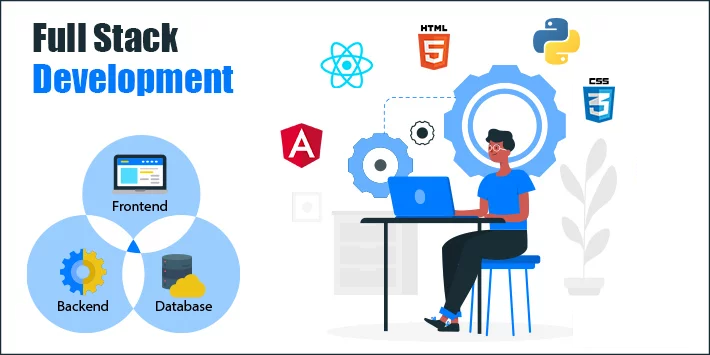 Full Stack
Development
HTML
5
CSS
3
A
Frontend
Backend
Database